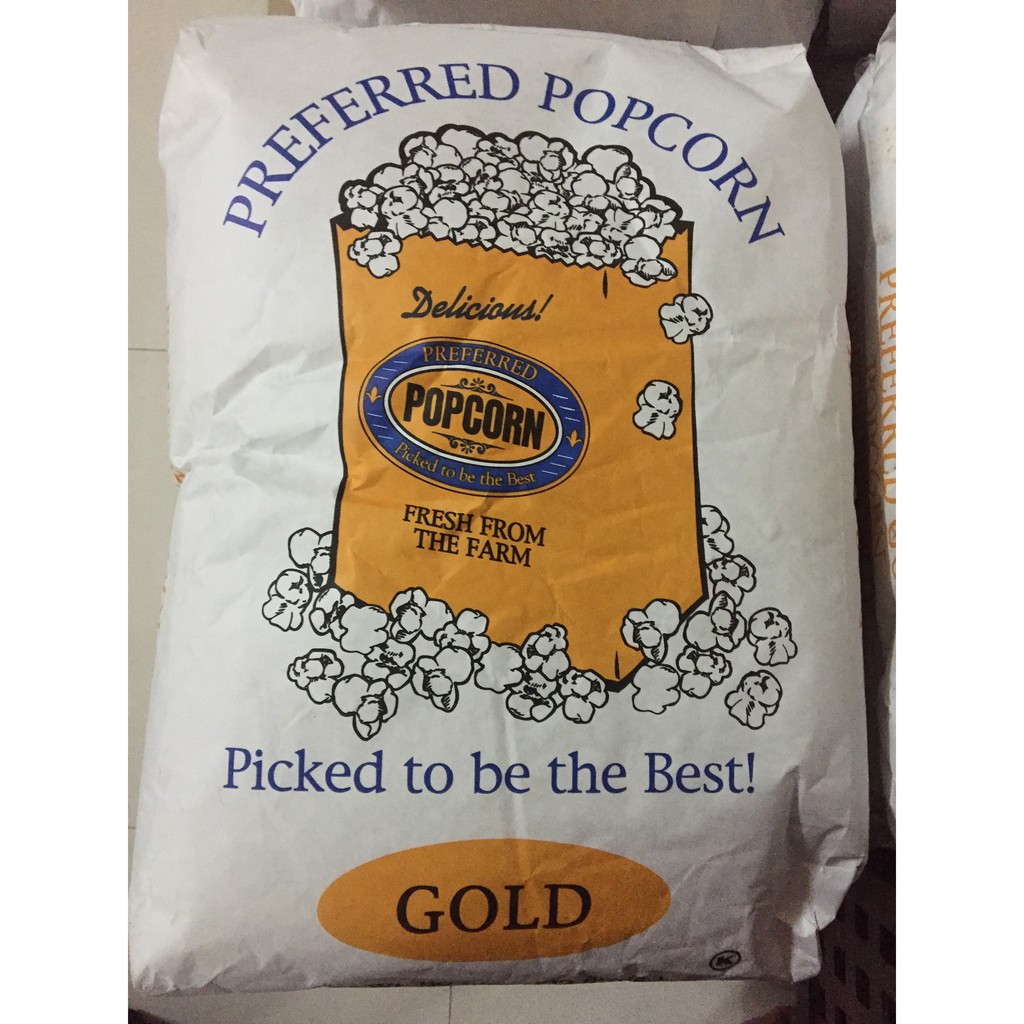 PREFERRED POPCORN
Delicious!
PREFERRED
POPCORN
Picked to be the Best
FRESH FROM
THE FARM
Picked to be the Best!
GOLD
K
PREFERRED